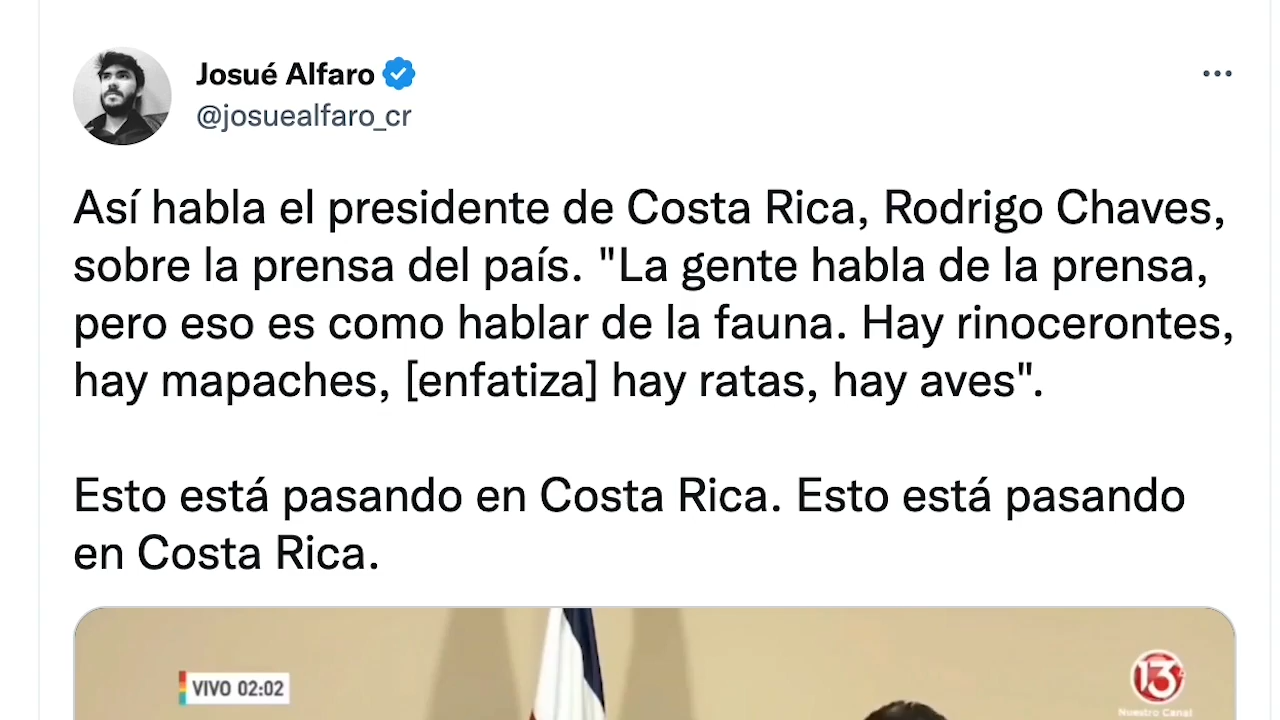 Josué Alfaro
@josuealfaro_cr
Así habla el presidente de Costa Rica, Rodrigo Chaves,
sobre la prensa del país. "La gente habla de la prensa,
pero eso es como hablar de la fauna. Hay rinocerontes,
hay mapaches, [enfatiza] hay ratas, hay aves".
Esto está pasando en Costa Rica. Esto está pasando
en Costa Rica.
VIVO 02:02
13
Nuestro Canal